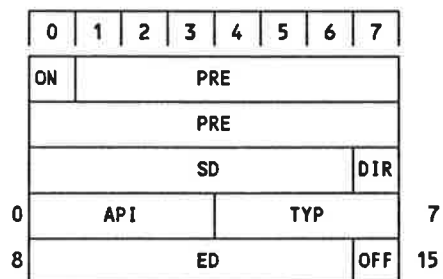 0 1 2 3 4 5 6 7
ON PRE
PRE
SD DIR
0 API TYP 7
8 ED OFF 15